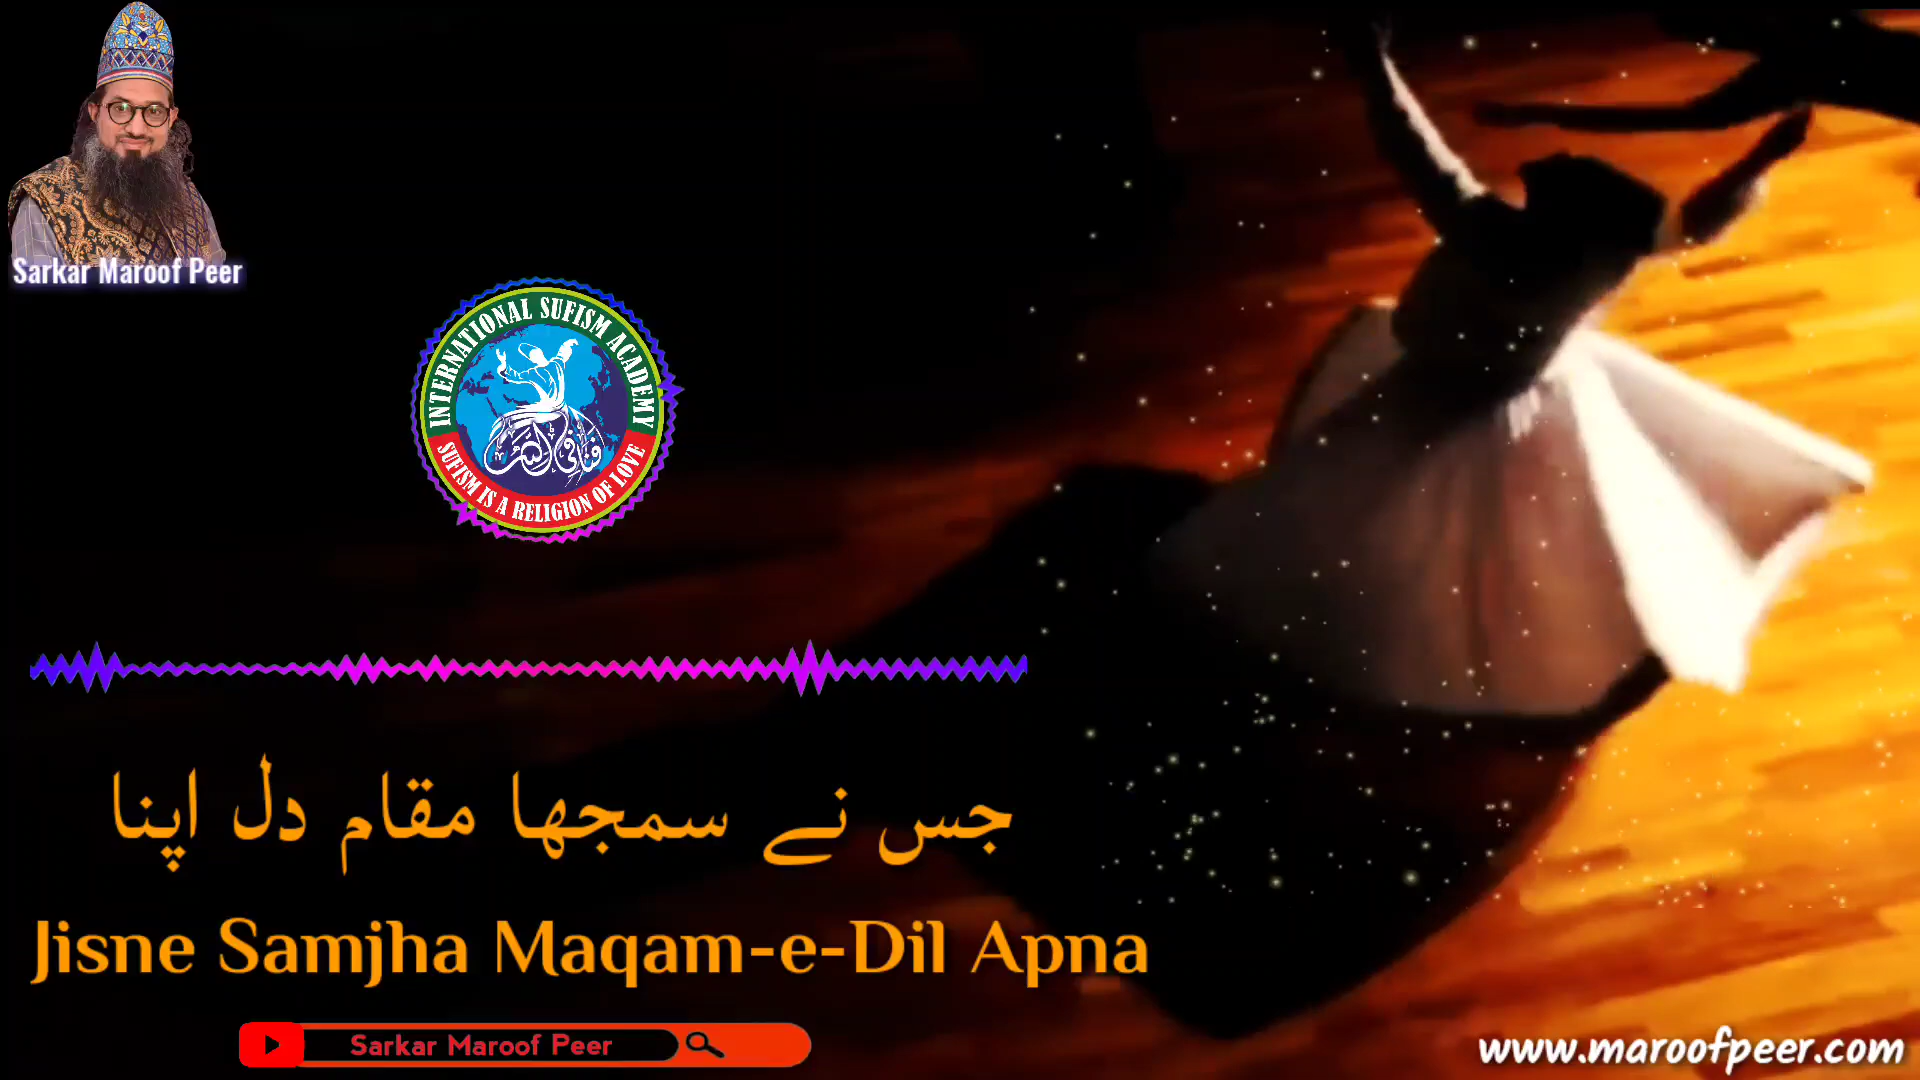 Sarkar Maroof Peer
INTERNATIONAL SUFISM ACADEMY
SUFISM IS A RELIGION OF LOVE
جس نے سمجھا مقام دل اپنا
Jisne Samjha Maqam-e-Dil Apna
Sarkar Maroof Peer
www.maroofpeer.com